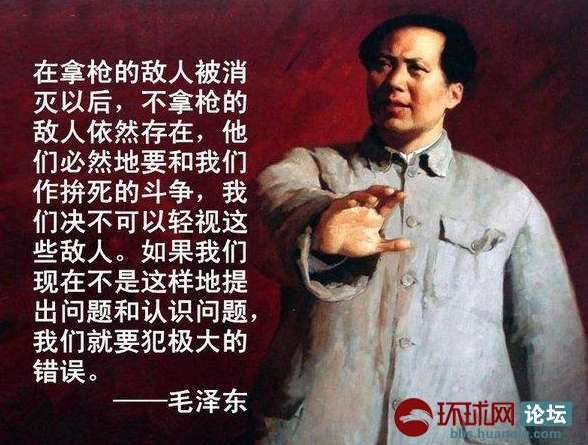 在拿枪的敌人被消
灭以后，不拿枪的
敌人依然存在，他
们必然地要和我们
作拚死的斗争，我
们决不可以轻视这
些敌人。如果我们
现在不是这样地提
出问题和认识问题，
我们就要犯极大的
错误。
——毛泽东
环球网 论坛
bbs.huanqiu.com